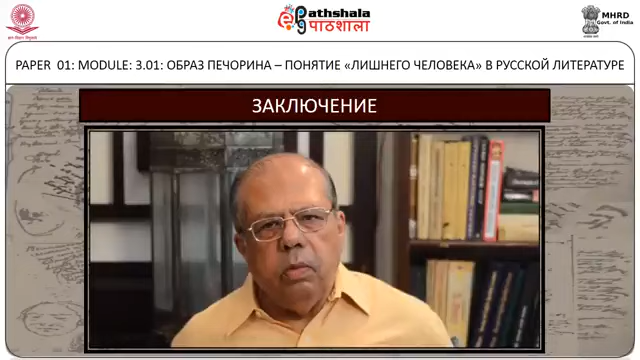 ePathshala
पाठशाला
MHRD
Govt. of India
PAPER 01: MODULE: 3.01: ОБРАЗ ПЕЧОРИНА – ПОНЯТИЕ «ЛИШНЕГО ЧЕЛОВЕКА» В РУССКОЙ ЛИТЕРАТУРЕ
ЗАКЛЮЧЕНИЕ